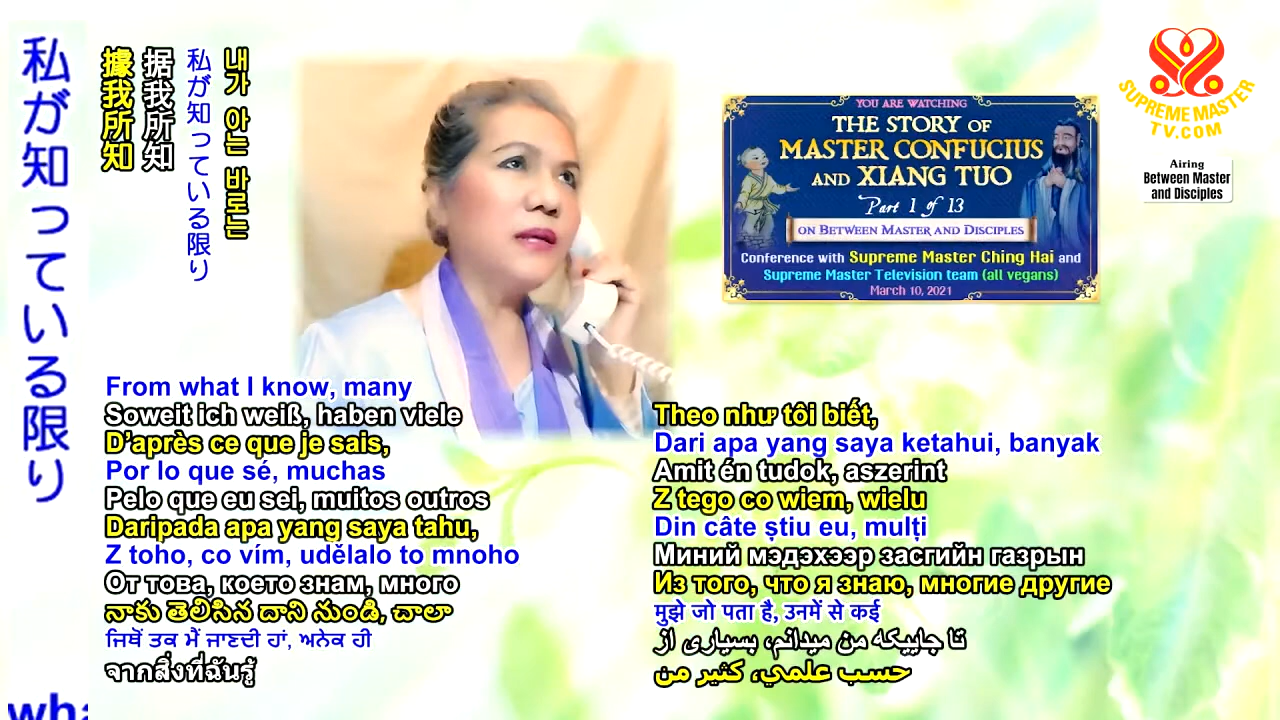 私が知っている限り
據我所知
据我所知
私が知っている限り
내가 아는 바로는
YOU ARE WATCHING
THE STORY OF
MASTER CONFUCIUS
AND XIANG TUO
Part 1 of 13
ON BETWEEN MASTER AND DISCIPLES
Conference with Supreme Master Ching Hai and
Supreme Master Television team (all vegans)
March 10, 2021
SUPREME MASTER
TV.COM
Airing
Between Master
and Disciples
From what I know, many
Soweit ich weiß, haben viele
D’après ce que je sais,
Por lo que sé, muchas
Pelo que eu sei, muitos outros
Daripada apa yang saya tahu,
Z toho, co vím, udělalo to mnoho
От това, което знам, много
నాకు తెలిసిన దాని నుండి, చాలా
ਜਿਥੋਂ ਤਕ ਮੈਂ ਜਾਣਦੀ ਹਾਂ, ਅਨੇਕ ਹੀ
จากสิ่งที่ฉันรู้
Theo như tôi biết,
Dari apa yang saya ketahui, banyak
Amit én tudok, aszerint
Z tego co wiem, wielu
Din câte știu eu, mulți
Миний мэдэхээр засгийн газрын
Из того, что я знаю, многие другие
मुझे जो पता है, उनमें से कई
تا جاییکه من میدانم، بسیاری از
حسب علمي، كثير من
wha